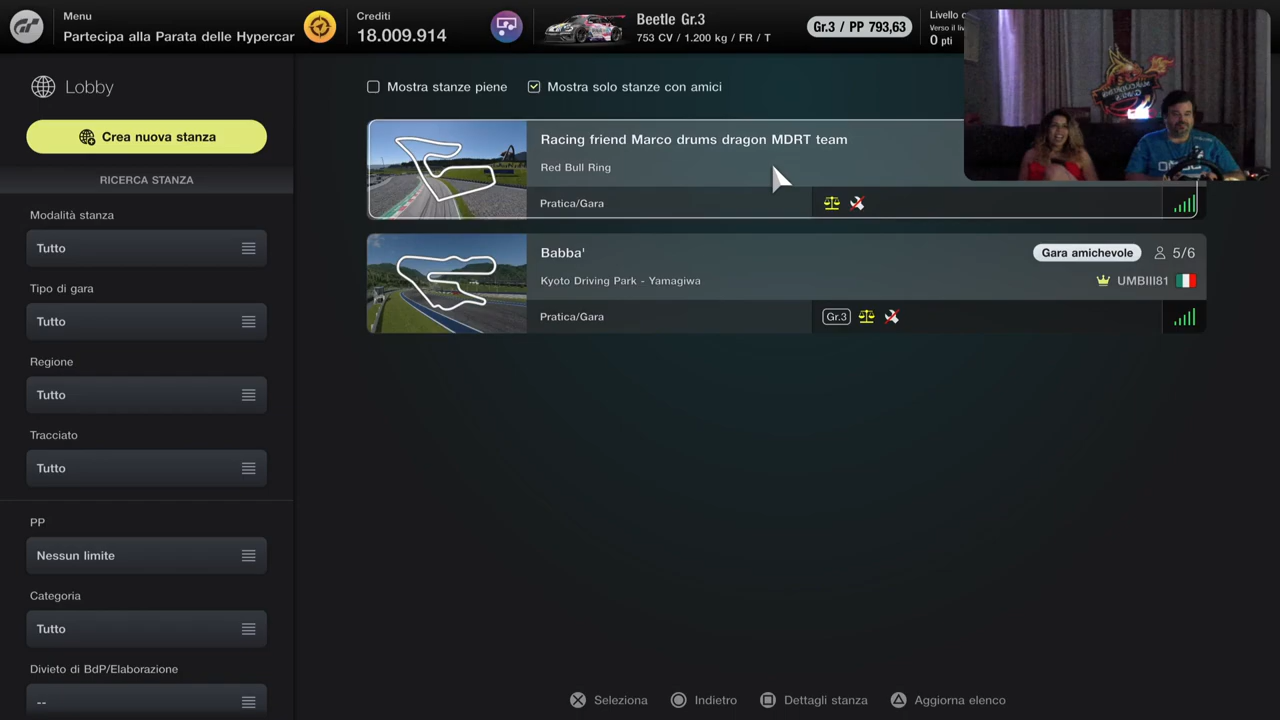 Menu
Partecipa alla Parata delle Hypercar
Crediti
18.009.914
Beetle Gr.3
753 CV / 1.200 kg / FR / T
Gr.3 / PP 793,63
Livello
Verso il
0 pti
Lobby
Mostra stanze piene
Mostra solo stanze con amici
Crea nuova stanza
RICERCA STANZA
Modalità stanza
Tutto
Tipo di gara
Tutto
Regione
Tutto
Tracciato
Tutto
PP
Nessun limite
Categoria
Tutto
Divieto di BdP/Elaborazione
--
Racing friend Marco drums dragon MDRT team
Red Bull Ring
Pratica/Gara
Babba'
Gara amichevole
5/6
Kyoto Driving Park - Yamagiwa
UMBIII81
Pratica/Gara
Gr.3
Seleziona
Indietro
Dettagli stanza
Aggiorna elenco